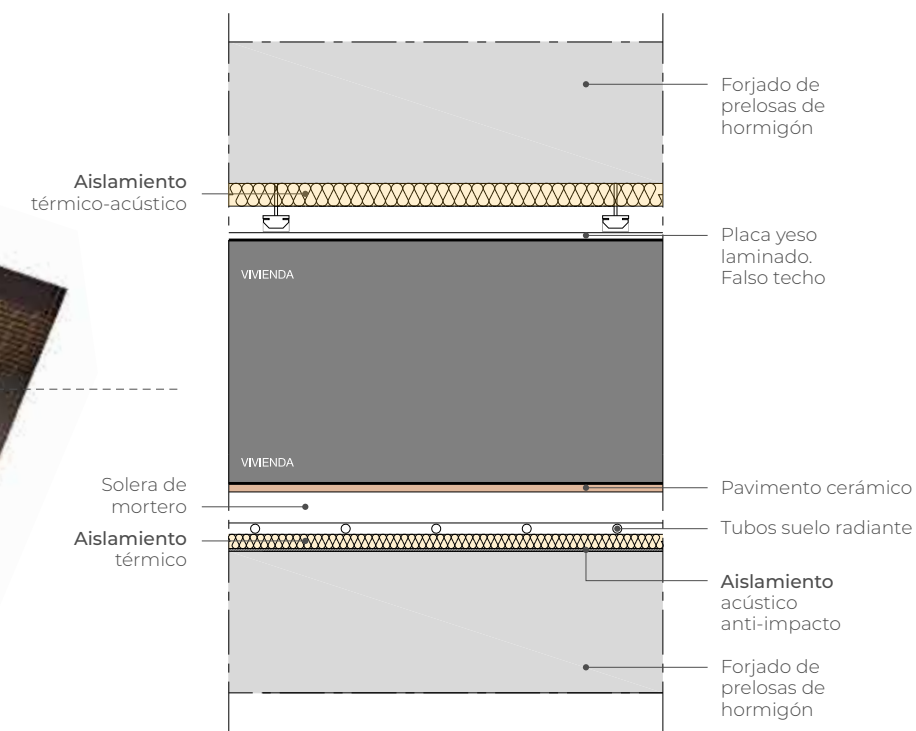 Forjado de
prelosas de
hormigón
Aislamiento
térmico-acústico
Placa yeso
laminado.
Falso techo
VIVIENDA
VIVIENDA
Solera de
mortero
Pavimento cerámico
Tubos suelo radiante
Aislamiento
térmico
Aislamiento
acústico
anti-impacto
Forjado de
prelosas de
hormigón